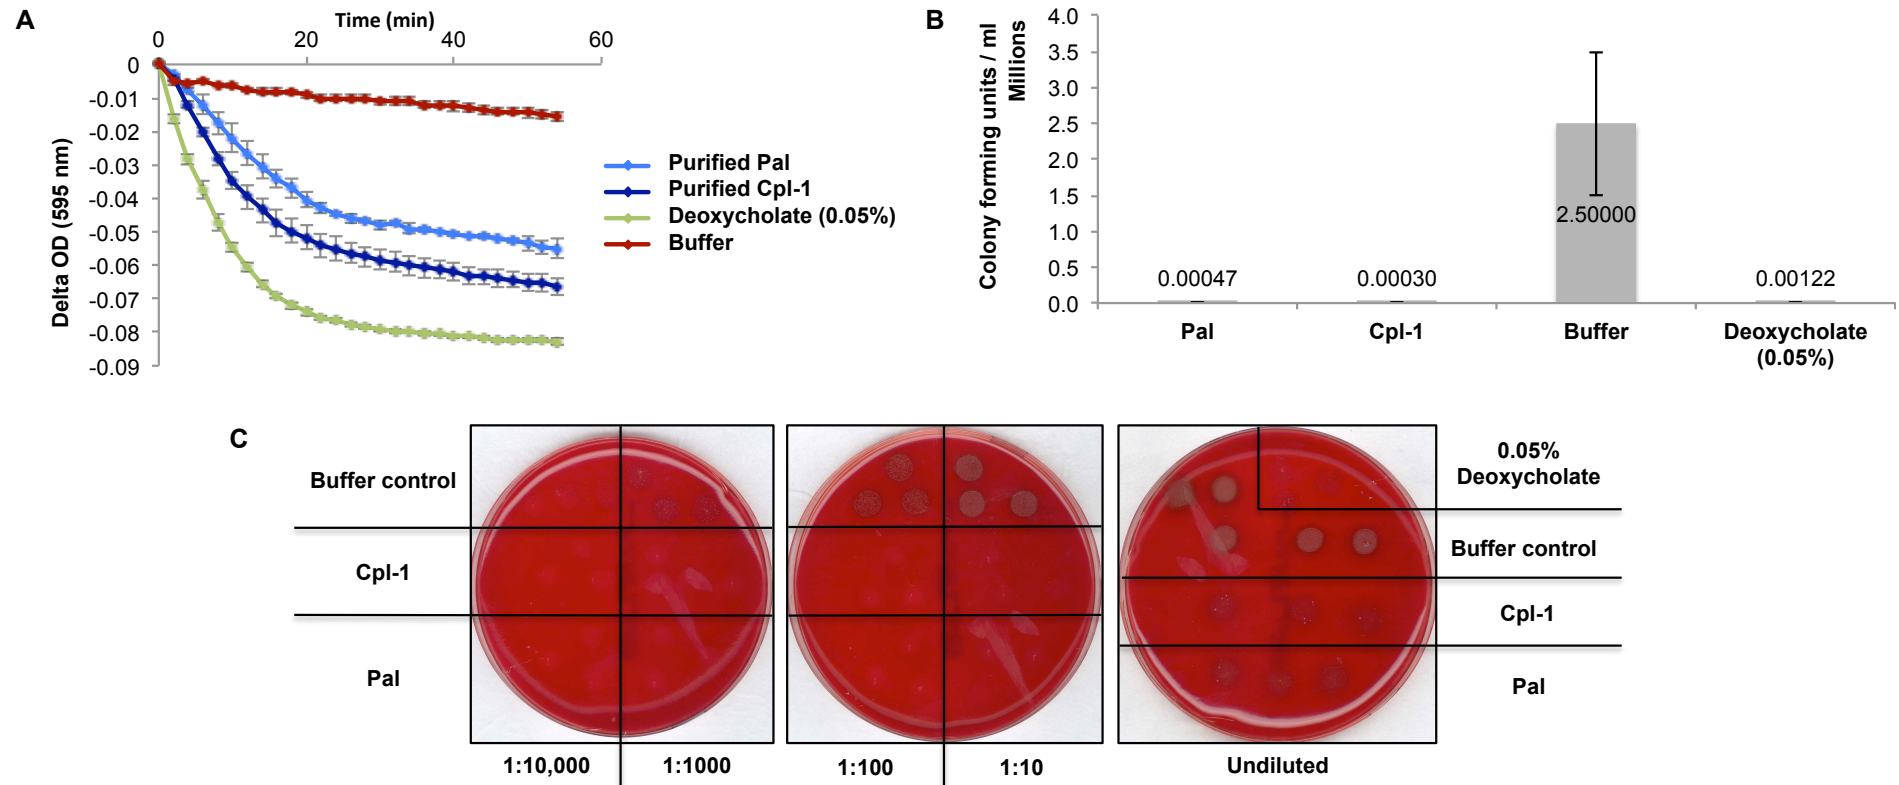 A
Time (min)
0
20
40
60
0
-0.01
-0.02
-0.03
-0.04
-0.05
-0.06
-0.07
-0.08
-0.09
Delta OD (595 nm)
Purified Pal
Purified Cpl-1
Deoxycholate (0.05%)
Buffer
B
Colony forming units / ml
Millions
4.0
3.5
3.0
2.5
2.0
1.5
1.0
0.5
0.0
0.00047
0.00030
2.50000
0.00122
Pal
Cpl-1
Buffer
Deoxycholate
(0.05%)
C
Buffer control
Cpl-1
Pal
0.05%
Deoxycholate
Buffer control
Cpl-1
Pal
1:10,000
1:1000
1:100
1:10
Undiluted